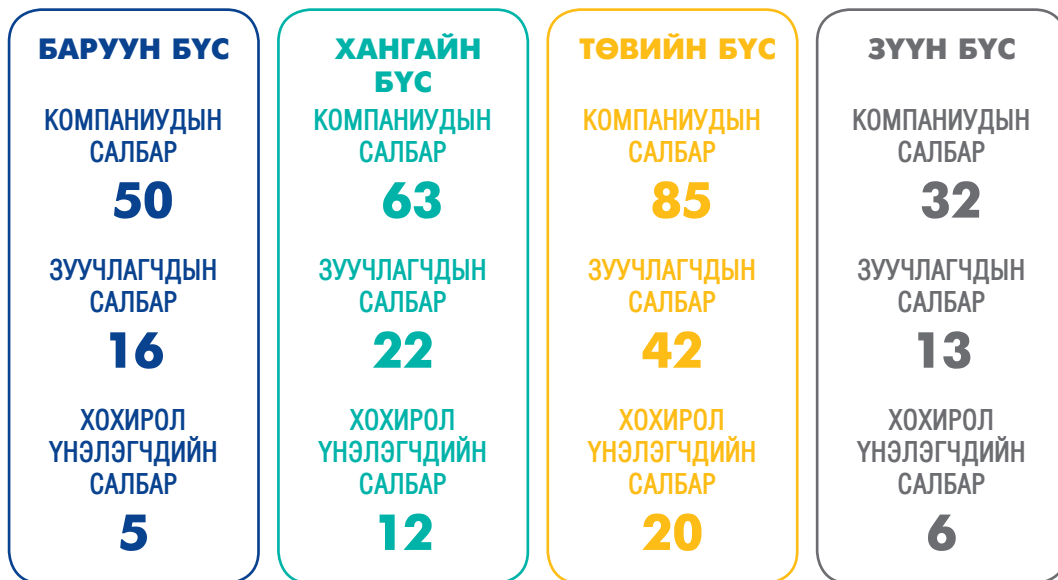 БАРУУН БҮС
КОМПАНИУДЫН
САЛБАР
50
ЗУУЧЛАГЧДЫН
САЛБАР
16
ХОХИРОЛ
ҮНЭЛЭГЧДИЙН
САЛБАР
5
ХАНГАЙН
БҮС
КОМПАНИУДЫН
САЛБАР
63
ЗУУЧЛАГЧДЫН
САЛБАР
22
ХОХИРОЛ
ҮНЭЛЭГЧДИЙН
САЛБАР
12
ТӨВИЙН БҮС
КОМПАНИУДЫН
САЛБАР
85
ЗУУЧЛАГЧДЫН
САЛБАР
42
ХОХИРОЛ
ҮНЭЛЭГЧДИЙН
САЛБАР
20
ЗҮҮН БҮС
КОМПАНИУДЫН
САЛБАР
32
ЗУУЧЛАГЧДЫН
САЛБАР
13
ХОХИРОЛ
ҮНЭЛЭГЧДИЙН
САЛБАР
6